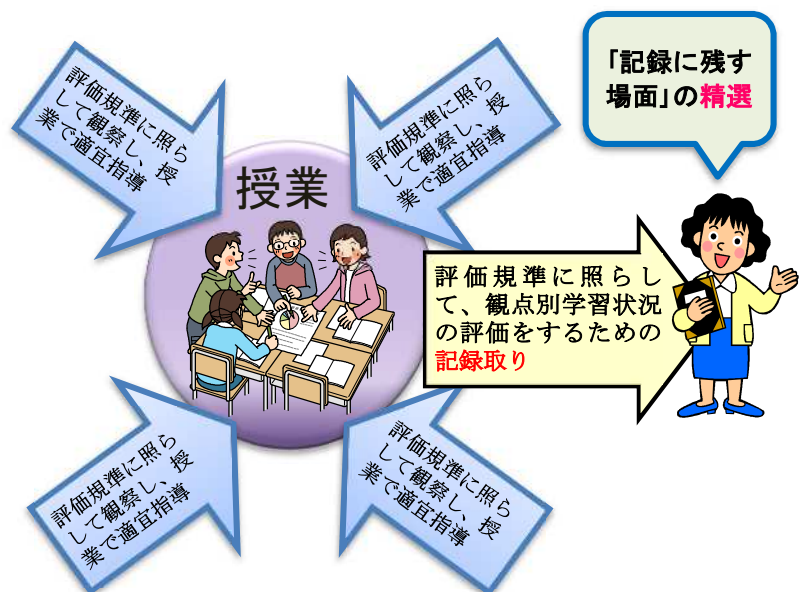 評価規準に照ら
して観察し、授
業で適宜指導
評価規準に照ら
して観察し、授
業で適宜指導
「記録に残す
場面」の精選
授業
評価規準に照らし
て、観点別学習状況
の評価をするための
記録取り
評価規準に照ら
して観察し、授
業で適宜指導
評価規準に照ら
して観察し、授
業で適宜指導